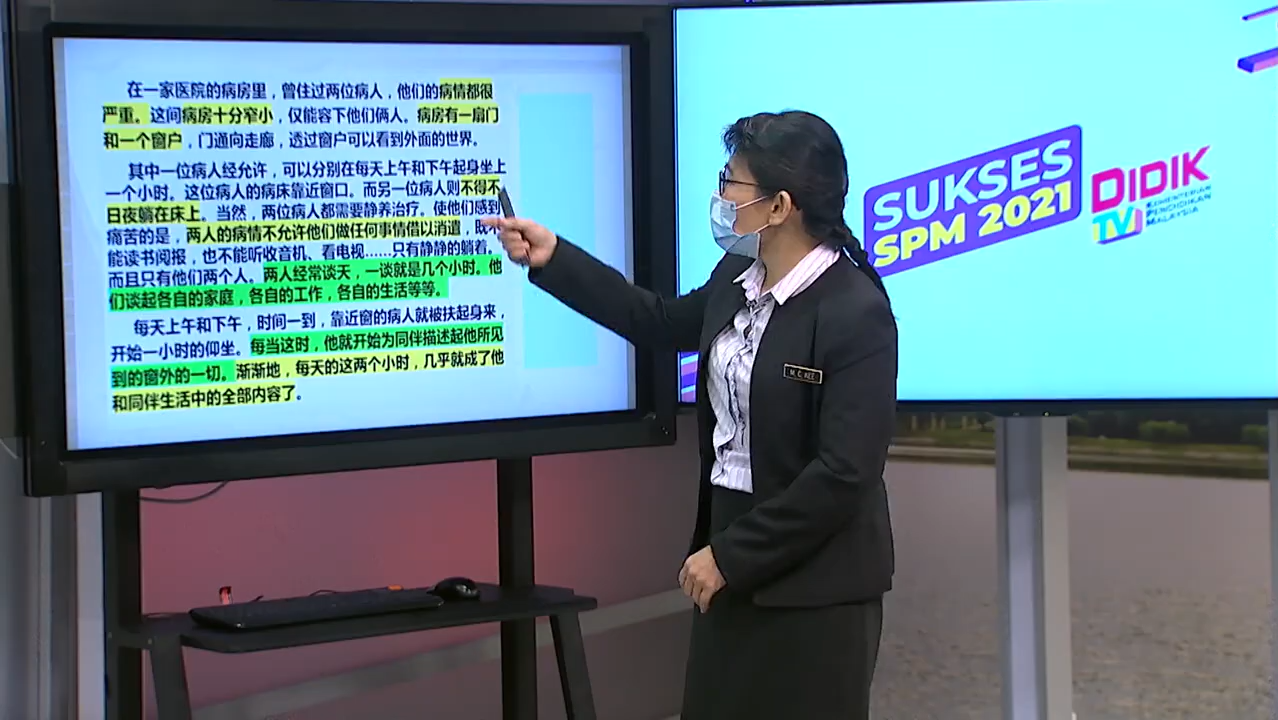 在一家医院的病房里，曾住过两位病人，他们的病情都很
严重。这间病房十分窄小，仅能容下他们俩人。病房有一扇门
和一个窗户，门通向走廊，透过窗户可以看到外面的世界。
其中一位病人经允许，可以分别在每天上午和下午起身坐上
一个小时。这位病人的病床靠近窗口。而另一位病人则不得不
日夜躺在床上。当然，两位病人都需要静养治疗。使他们感到
痛苦的是，两人的病情不允许他们做任何事情借以消遣，既不
能读书阅报，也不能听收音机、看电视……只有静静的躺着。
而且只有他们两个人。两人经常谈天，一谈就是几个小时。他
们谈起各自的家庭，各自的工作，各自的生活等等。
每天上午和下午，时间一到，靠近窗的病人就被扶起身来，
开始一小时的仰坐。每当这时，他就开始为同伴描述起他所见
到的窗外的一切。渐渐地，每天的这两个小时，几乎就成了他
和同伴生活中的全部内容了。
SUKSES
SPM 2021
DIDIK
TV
KEMENTERIAN
PENDIDIKAN
MALAYSIA
M. C. WEE